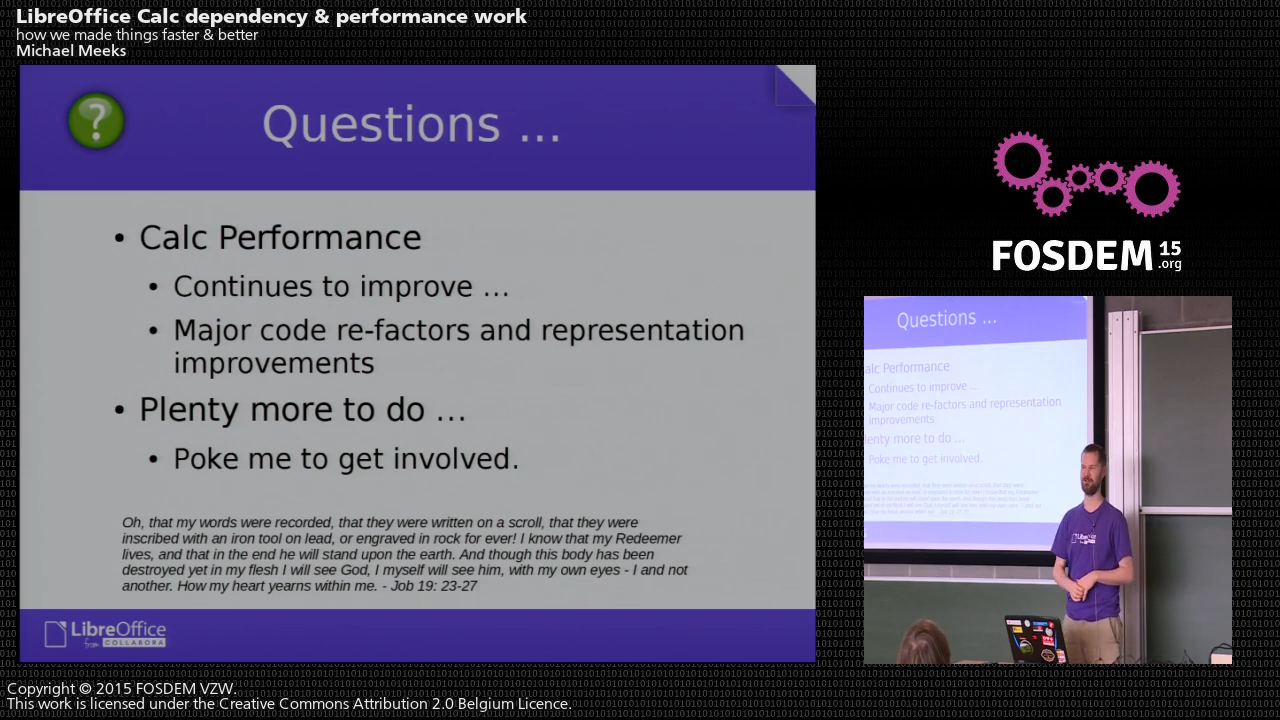 LibreOffice Calc dependency & performance work
how we made things faster & better
Michael Meeks
?
Questions ...
• Calc Performance
• Continues to improve ...
• Major code re-factors and representation
improvements
• Plenty more to do ...
• Poke me to get involved.
Oh, that my words were recorded, that they were written on a scroll, that they were
inscribed with an iron tool on lead, or engraved in rock for ever! I know that my Redeemer
lives, and that in the end he will stand upon the earth. And though this body has been
destroyed yet in my flesh I will see God, I myself will see him, with my own eyes - I and not
another. How my heart yearns within me. - Job 19: 23-27
LibreOffice
from COLLABORA
FOSDEM 15
.org
Questions ...
alc Performance
Continues to improve ...
Major code re-factors and representation
improvements
enty more to do ...
Poke me to get involved.
Copyright © 2015 FOSDEM VZW.
This work is licensed under the Creative Commons Attribution 2.0 Belgium Licence.